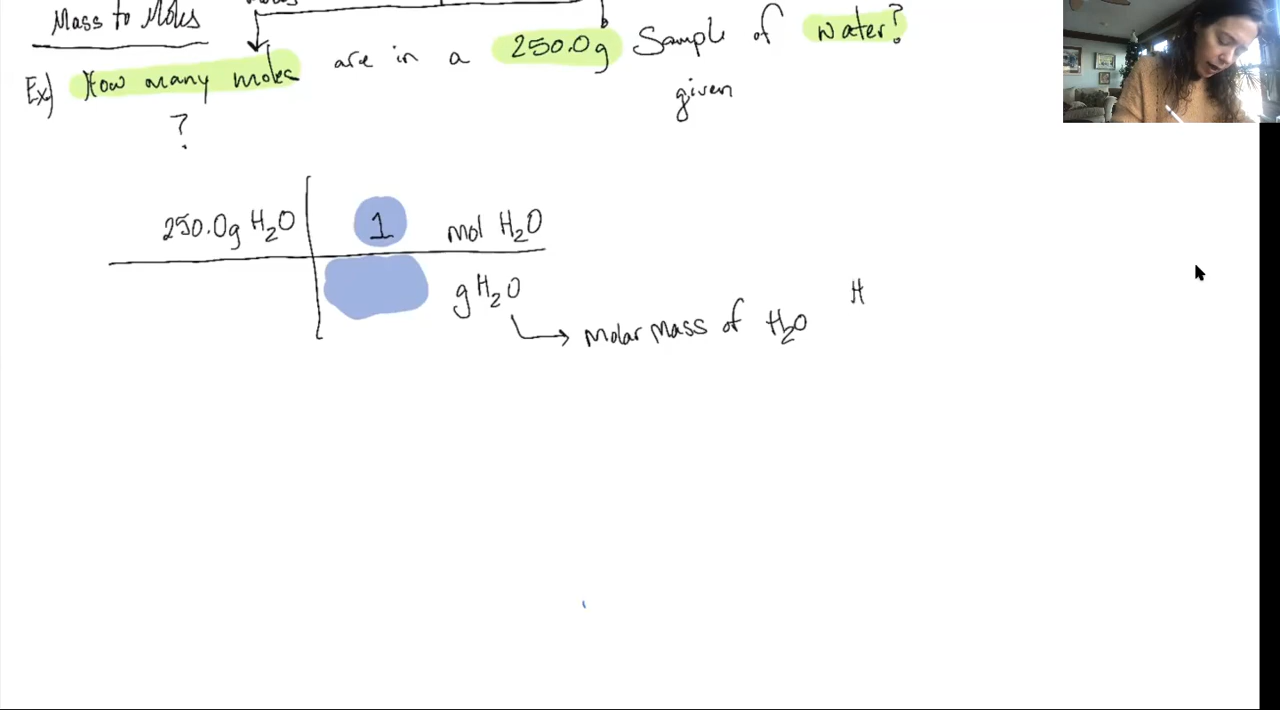 Mass to Moles
Ex) How many moles are in a 250.0g Sample of water?
? given
250.0g H₂O 1 mol H₂O
g H₂O
molar mass of H₂O H